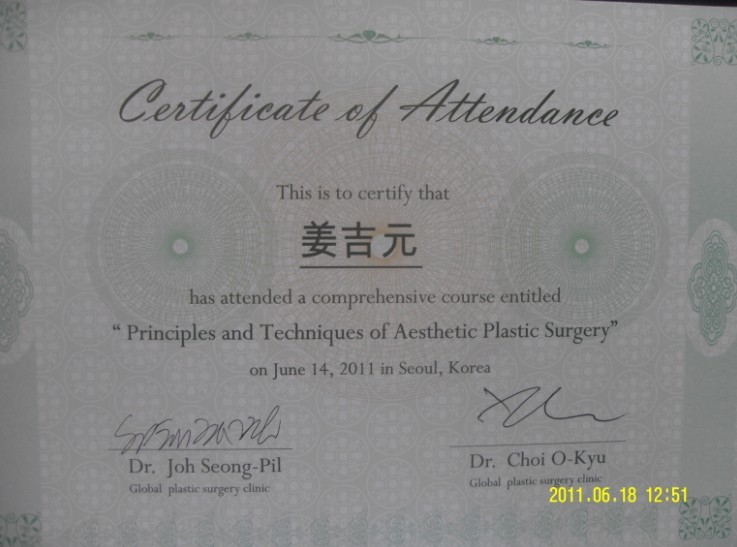 Certificate of Attendance
This is to certify that
姜吉元
has attended a comprehensive course entitled
“ Principles and Techniques of Aesthetic Plastic Surgery”
on June 14, 2011 in Seoul, Korea
Dr. Joh Seong-Pil
Global plastic surgery clinic
Dr. Choi O-Kyu
Global plastic surgery clinic
2011.06.18 12:51